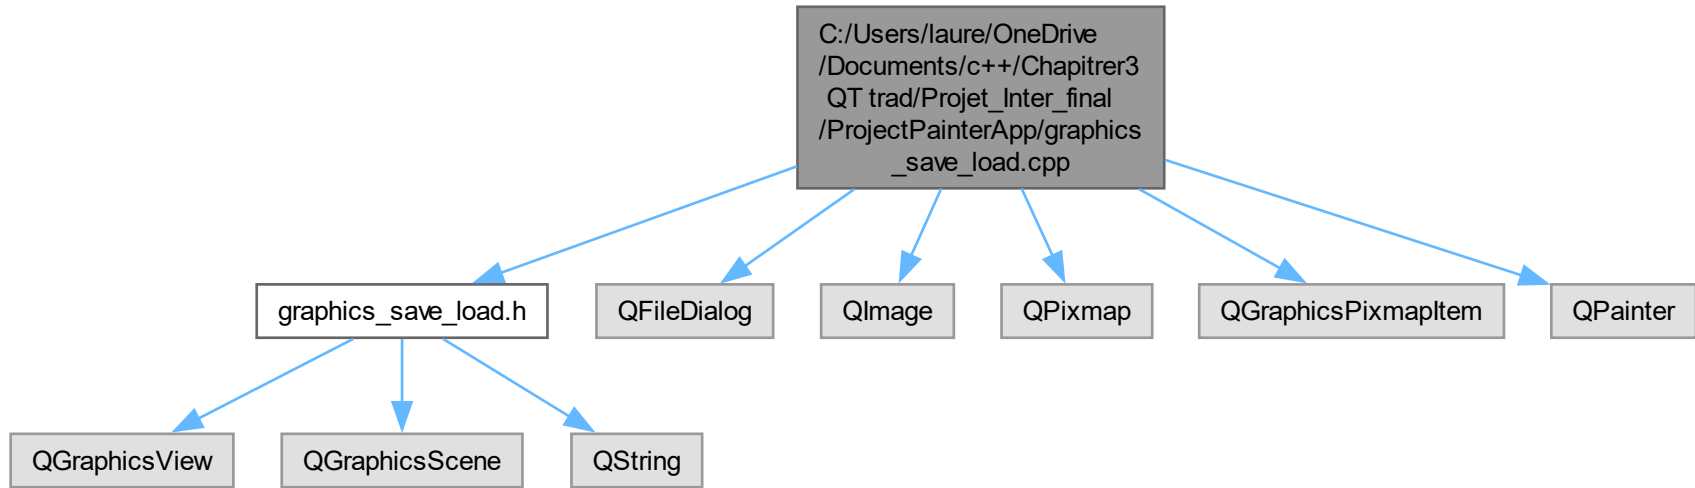 C:/Users/laure/OneDrive
/Documents/c++/Chapitrer3
QT trad/Projet_Inter_final
/ProjectPainterApp/graphics
_save_load.cpp
graphics_save_load.h
QFileDialog
QImage
QPixmap
QGraphicsPixmapItem
QPainter
QGraphicsView
QGraphicsScene
QString